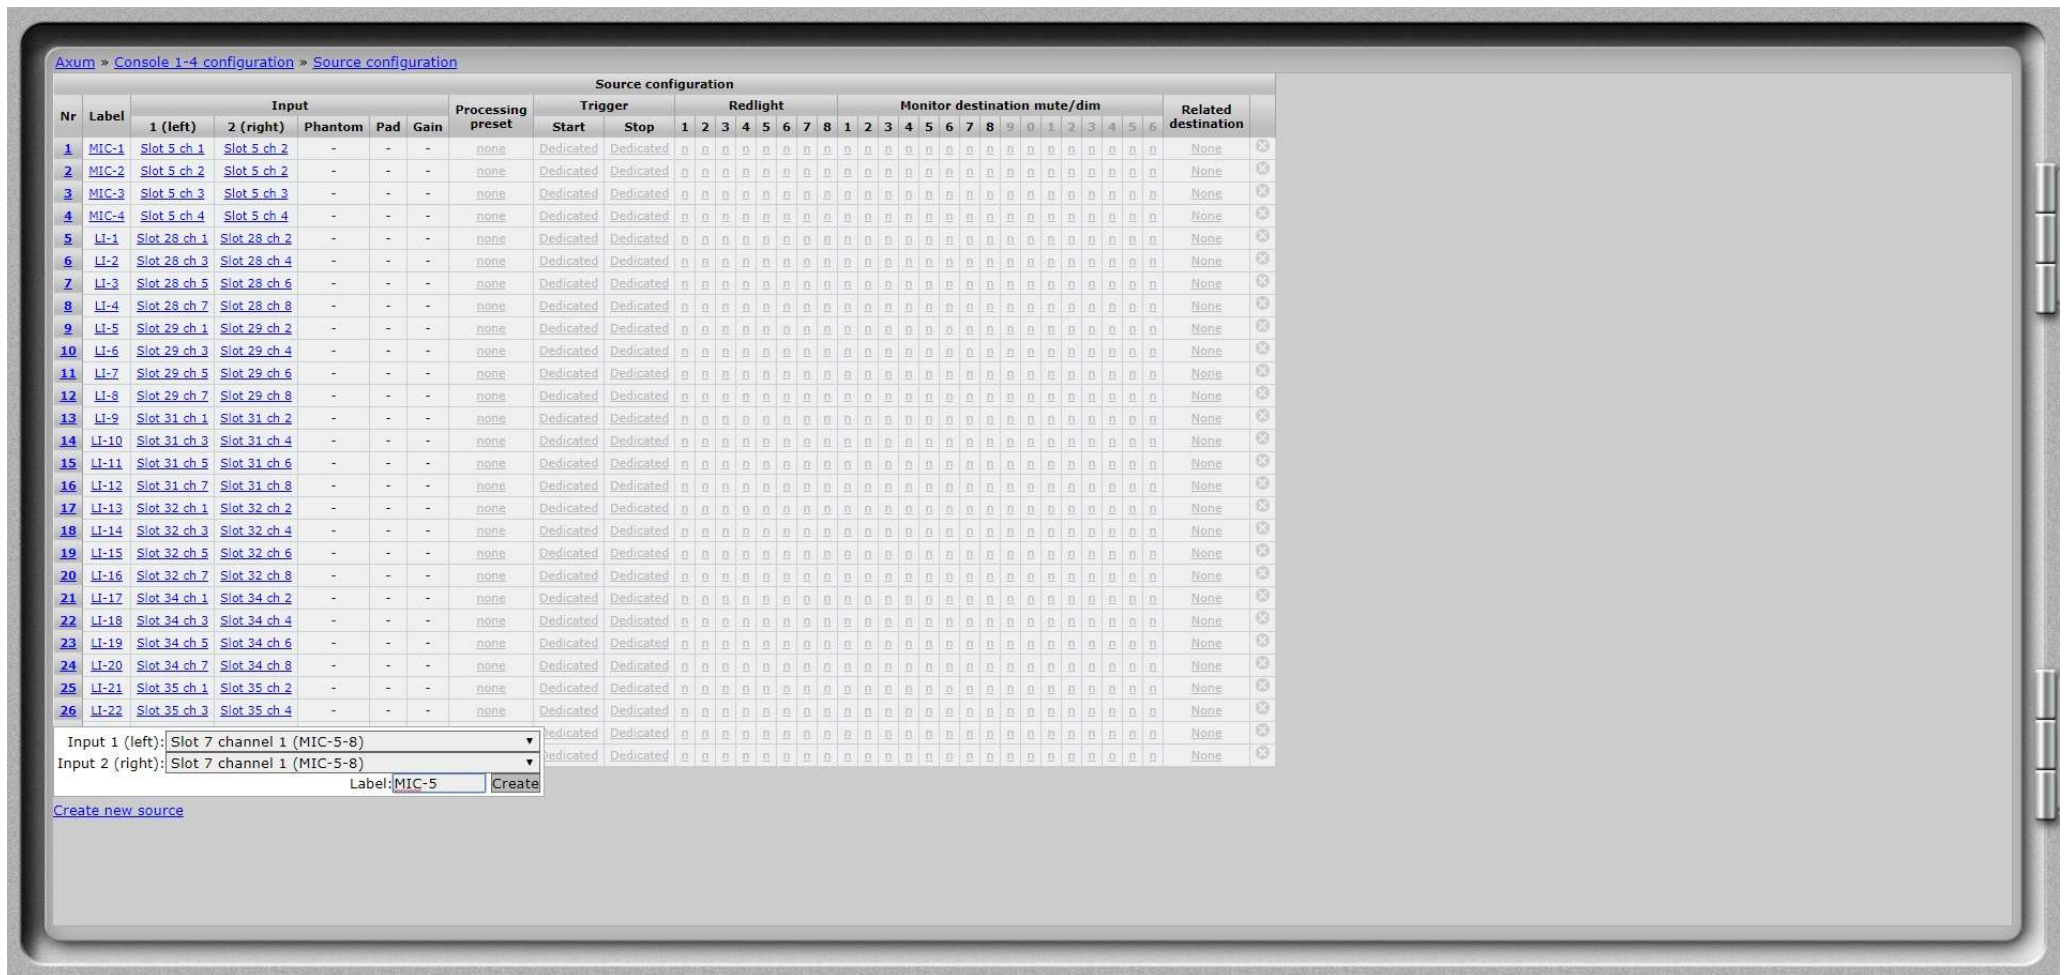 Axum » Console 1-4 configuration » Source configuration
Source configuration
Nr Label Input Processing preset Trigger Redlight Monitor destination mute/dim Related destination
1 (left) 2 (right) Phantom Pad Gain Start Stop 1 2 3 4 5 6 7 8 1 2 3 4 5 6 7 8 9 0 1 2 3 4 5 6
1 MIC-1 Slot 5 ch 1 Slot 5 ch 2 - - - none Dedicated Dedicated n n n n n n n n n n n n n n n n n n n n n n n n None
2 MIC-2 Slot 5 ch 2 Slot 5 ch 2 - - - none Dedicated Dedicated n n n n n n n n n n n n n n n n n n n n n n n n None
3 MIC-3 Slot 5 ch 3 Slot 5 ch 3 - - - none Dedicated Dedicated n n n n n n n n n n n n n n n n n n n n n n n n None
4 MIC-4 Slot 5 ch 4 Slot 5 ch 4 - - - none Dedicated Dedicated n n n n n n n n n n n n n n n n n n n n n n n n None
5 LI-1 Slot 28 ch 1 Slot 28 ch 2 - - - none Dedicated Dedicated n n n n n n n n n n n n n n n n n n n n n n n n None
6 LI-2 Slot 28 ch 3 Slot 28 ch 4 - - - none Dedicated Dedicated n n n n n n n n n n n n n n n n n n n n n n n n None
7 LI-3 Slot 28 ch 5 Slot 28 ch 6 - - - none Dedicated Dedicated n n n n n n n n n n n n n n n n n n n n n n n n None
8 LI-4 Slot 28 ch 7 Slot 28 ch 8 - - - none Dedicated Dedicated n n n n n n n n n n n n n n n n n n n n n n n n None
9 LI-5 Slot 29 ch 1 Slot 29 ch 2 - - - none Dedicated Dedicated n n n n n n n n n n n n n n n n n n n n n n n n None
10 LI-6 Slot 29 ch 3 Slot 29 ch 4 - - - none Dedicated Dedicated n n n n n n n n n n n n n n n n n n n n n n n n None
11 LI-7 Slot 29 ch 5 Slot 29 ch 6 - - - none Dedicated Dedicated n n n n n n n n n n n n n n n n n n n n n n n n None
12 LI-8 Slot 29 ch 7 Slot 29 ch 8 - - - none Dedicated Dedicated n n n n n n n n n n n n n n n n n n n n n n n n None
13 LI-9 Slot 31 ch 1 Slot 31 ch 2 - - - none Dedicated Dedicated n n n n n n n n n n n n n n n n n n n n n n n n None
14 LI-10 Slot 31 ch 3 Slot 31 ch 4 - - - none Dedicated Dedicated n n n n n n n n n n n n n n n n n n n n n n n n None
15 LI-11 Slot 31 ch 5 Slot 31 ch 6 - - - none Dedicated Dedicated n n n n n n n n n n n n n n n n n n n n n n n n None
16 LI-12 Slot 31 ch 7 Slot 31 ch 8 - - - none Dedicated Dedicated n n n n n n n n n n n n n n n n n n n n n n n n None
17 LI-13 Slot 32 ch 1 Slot 32 ch 2 - - - none Dedicated Dedicated n n n n n n n n n n n n n n n n n n n n n n n n None
18 LI-14 Slot 32 ch 3 Slot 32 ch 4 - - - none Dedicated Dedicated n n n n n n n n n n n n n n n n n n n n n n n n None
19 LI-15 Slot 32 ch 5 Slot 32 ch 6 - - - none Dedicated Dedicated n n n n n n n n n n n n n n n n n n n n n n n n None
20 LI-16 Slot 32 ch 7 Slot 32 ch 8 - - - none Dedicated Dedicated n n n n n n n n n n n n n n n n n n n n n n n n None
21 LI-17 Slot 34 ch 1 Slot 34 ch 2 - - - none Dedicated Dedicated n n n n n n n n n n n n n n n n n n n n n n n n None
22 LI-18 Slot 34 ch 3 Slot 34 ch 4 - - - none Dedicated Dedicated n n n n n n n n n n n n n n n n n n n n n n n n None
23 LI-19 Slot 34 ch 5 Slot 34 ch 6 - - - none Dedicated Dedicated n n n n n n n n n n n n n n n n n n n n n n n n None
24 LI-20 Slot 34 ch 7 Slot 34 ch 8 - - - none Dedicated Dedicated n n n n n n n n n n n n n n n n n n n n n n n n None
25 LI-21 Slot 35 ch 1 Slot 35 ch 2 - - - none Dedicated Dedicated n n n n n n n n n n n n n n n n n n n n n n n n None
26 LI-22 Slot 35 ch 3 Slot 35 ch 4 - - - none Dedicated Dedicated n n n n n n n n n n n n n n n n n n n n n n n n None
Dedicated n n n n n n n n n n n n n n n n n n n n n n n n None
Input 1 (left): Slot 7 channel 1 (MIC-5-8)
Dedicated n n n n n n n n n n n n n n n n n n n n n n n n None
Input 2 (right): Slot 7 channel 1 (MIC-5-8)
Label: MIC-5 Create
Create new source